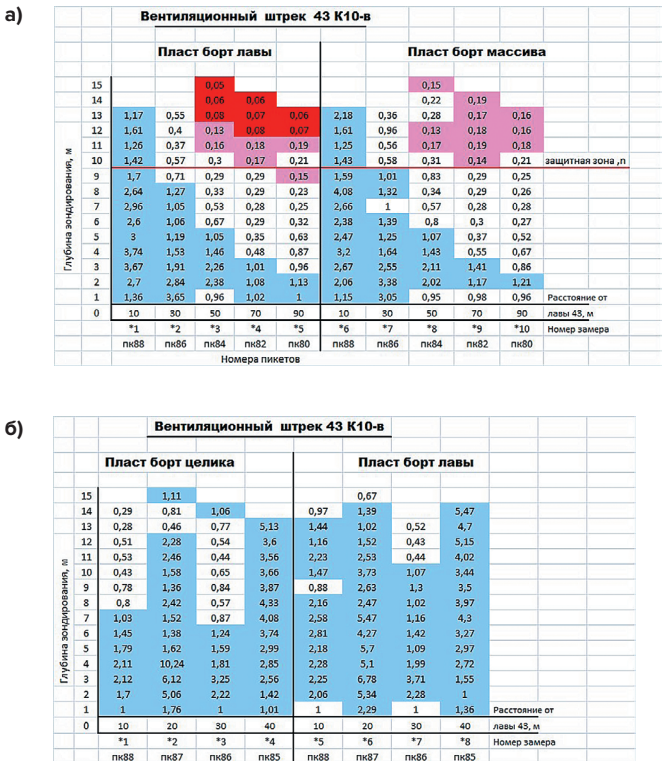 а)
Вентиляционный штрек 43 К10-в
Пласт борт лавы Пласт борт массива
15 0,05 0,15
14 0,06 0,06 0,22 0,19
13 1,17 0,55 0,08 0,07 0,06 2,18 0,36 0,28 0,17 0,16
12 1,61 0,4 0,13 0,08 0,07 1,61 0,96 0,13 0,18 0,16
11 1,26 0,37 0,16 0,18 0,19 1,25 0,56 0,17 0,19 0,18
10 1,42 0,57 0,3 0,17 0,21 1,43 0,58 0,31 0,14 0,21 защитная зона ,п
9 1,7 0,71 0,29 0,29 0,15 1,59 1,01 0,83 0,29 0,25
8 2,64 1,27 0,33 0,29 0,23 4,08 1,32 0,34 0,29 0,26
7 2,96 1,05 0,53 0,28 0,25 2,66 1 0,57 0,28 0,28
6 2,6 1,06 0,67 0,29 0,32 2,38 1,39 0,8 0,3 0,27
5 3 1,19 1,05 0,35 0,63 2,47 1,25 1,07 0,37 0,52
4 3,74 1,53 1,46 0,48 0,87 3,2 1,64 1,43 0,55 0,67
3 3,67 1,91 2,26 1,01 0,96 2,67 2,55 2,11 1,41 0,86
2 2,7 2,84 2,38 1,08 1,13 2,06 3,38 2,02 1,17 1,21
1 1,36 3,65 0,96 1,02 1 1,15 3,05 0,95 0,98 0,96 Расстояние от
0 10 30 50 70 90 10 30 50 70 90 лавы 43, м
*1 *2 *3 *4 *5 *6 *7 *8 *9 *10 Номер замера
пк88 пк86 пк84 пк82 пк80 пк88 пк86 пк84 пк82 пк80
Номера пикетов
Глубина зондирования, м
б)
Вентиляционный штрек 43 К10-в
Пласт борт целика Пласт борт лавы
15 1,11 0,67
14 0,29 0,81 1,06 0,97 1,39 5,47
13 0,28 0,46 0,77 5,13 1,44 1,02 0,52 4,7
12 0,51 2,28 0,54 3,6 1,16 1,52 0,43 5,15
11 0,53 2,46 0,44 3,56 2,23 2,53 0,44 4,02
10 0,43 1,58 0,65 3,66 1,47 3,73 1,07 3,44
9 0,78 1,36 0,84 3,87 0,88 2,63 1,3 3,5
8 0,8 2,42 0,57 4,33 2,16 2,47 1,02 3,97
7 1,03 1,52 0,87 4,08 2,58 5,47 1,16 4,3
6 1,45 1,38 1,24 3,74 2,81 4,27 1,42 3,27
5 1,79 1,62 1,59 2,99 2,18 5,7 1,09 2,97
4 2,11 10,24 1,81 2,85 2,28 5,1 1,99 2,72
3 2,12 6,12 3,25 2,56 2,25 6,78 3,71 1,55
2 1,7 5,06 2,22 1,42 2,06 5,34 2,28 1
1 1 1,76 1 1,01 1 2,29 1 1,36 Расстояние от
0 10 20 30 40 10 20 30 40 лавы 43, м
*1 *2 *3 *4 *5 *6 *7 *8 Номер замера
пк88 пк87 пк86 пк85 пк88 пк87 пк86 пк85
Глубина зондирования, м